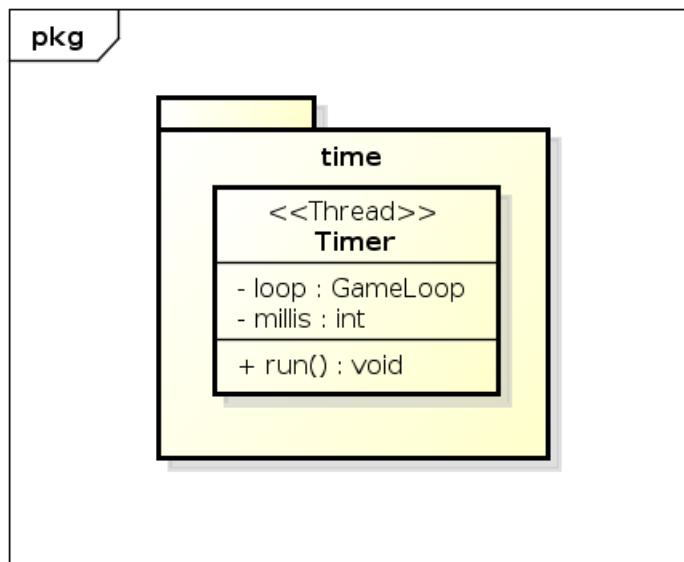 pkg
time
<<Thread>>
Timer
- loop : GameLoop
- millis : int
+ run() : void